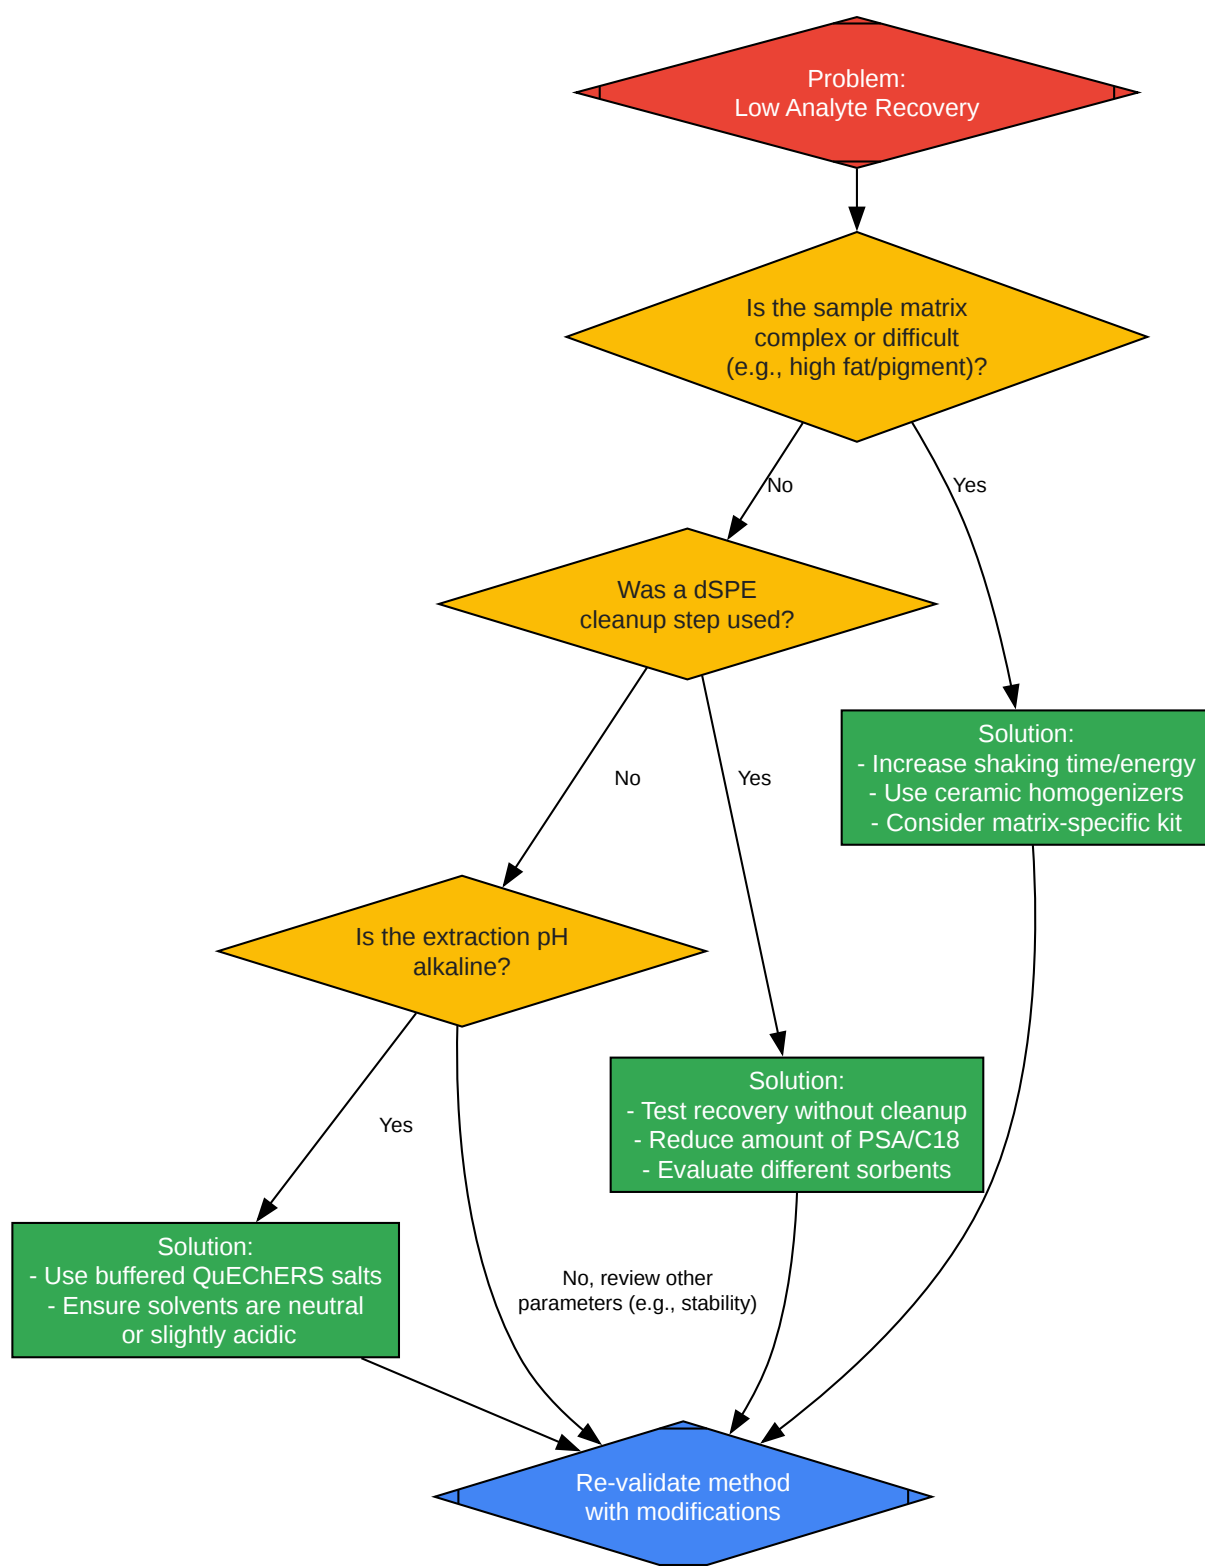 Problem:
Low Analyte Recovery
Is the sample matrix
complex or difficult
(e.g., high fat/pigment)?
No
Yes
Was a dSPE
cleanup step used?
Solution:
- Increase shaking time/energy
- Use ceramic homogenizers
- Consider matrix-specific kit
No
Yes
Is the extraction pH
alkaline?
Solution:
- Test recovery without cleanup
- Reduce amount of PSA/C18
- Evaluate different sorbents
Yes
Solution:
- Use buffered QuEChERS salts
- Ensure solvents are neutral
or slightly acidic
No, review other
parameters (e.g., stability)
Re-validate method
with modifications